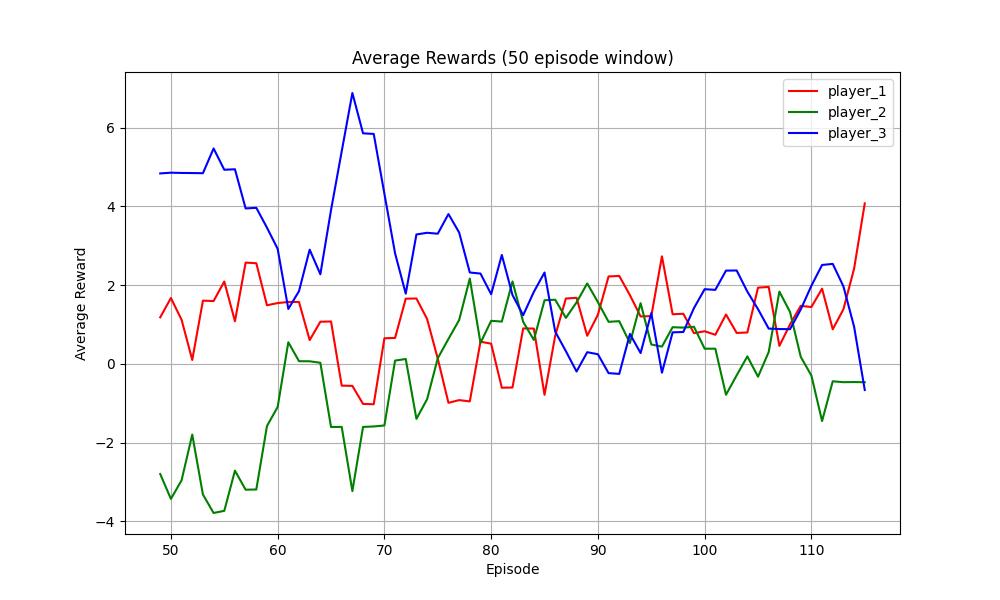 Average Rewards (50 episode window)
player_1
player_2
player_3
Average Reward
6
4
2
0
−2
−4
50 60 70 80 90 100 110
Episode